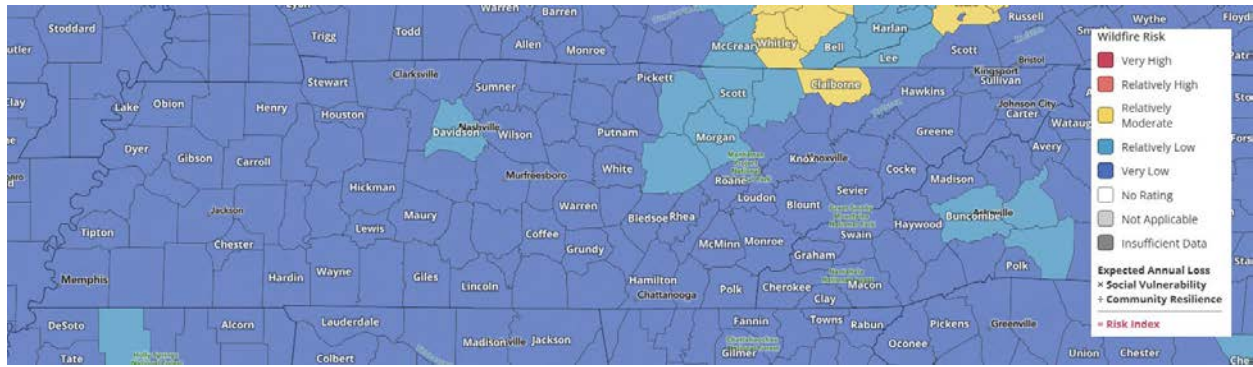 Stoddard
Trigg
Todd
Warren
Barren
Allen
Monroe
McCrear
Whitley
Bell
Harlan
Lee
Scott
Russell
Wythe
Floyd
Wildfire Risk
Very High
Relatively High
Relatively
Moderate
Relatively Low
Very Low
No Rating
Not Applicable
Insufficient Data
Expected Annual Loss
× Social Vulnerability
÷ Community Resilience
= Risk Index
Clay
Lake
Obion
Henry
Stewart
Clarksville
Houston
Sumner
Pickett
Scott
Claiborne
Hawkins
Kingsport
Bristol
Sullivan
Johnson City
Carter
Wataug
Dyer
Gibson
Carroll
Davidson
Nashville
Wilson
Putnam
Morgan
Greene
Avery
White
Roane
Knox
Knoxville
Cocke
Madison
Hickman
Murfreesboro
Loudon
Sevier
Jackson
Maury
Warren
Bledsoe
Rhea
Blount
Buncombe
Asheville
Tipton
Chester
Lewis
Coffee
Grundy
McMinn
Monroe
Swain
Haywood
Graham
Memphis
Hardin
Wayne
Giles
Lincoln
Hamilton
Chattanooga
Polk
Cherokee
Macon
Clay
Polk
DeSoto
Alcorn
Lauderdale
Fannin
Towns
Rabun
Pickens
Greenville
Tate
Colbert
Madison
Jackson
Gilmer
Oconee
Union
Chester